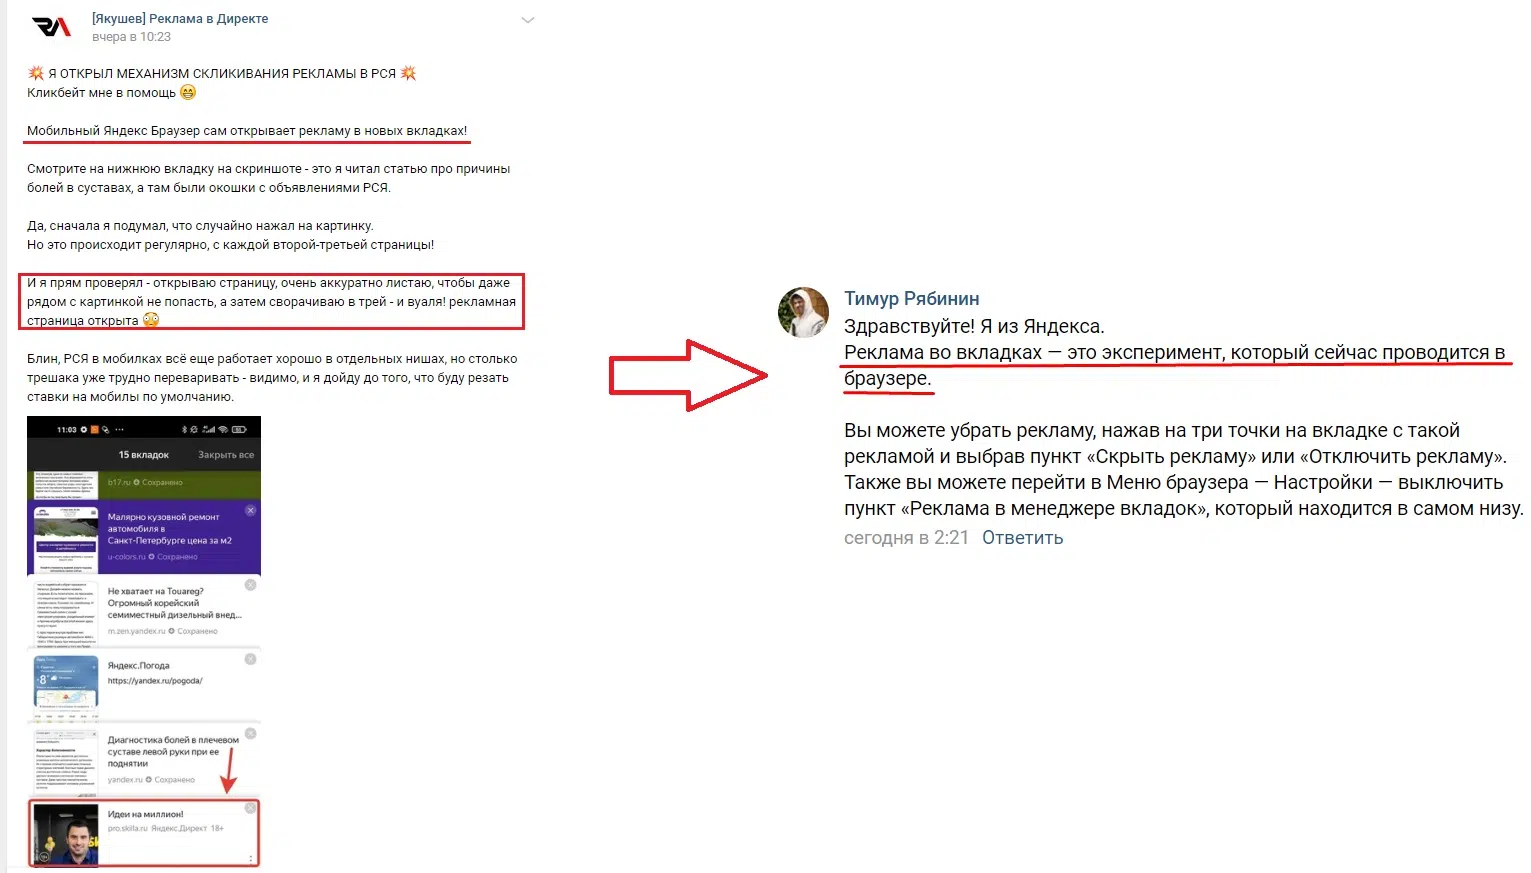 [Якушев] Реклама в Директе
вчера в 10:23
💥 Я ОТКРЫЛ МЕХАНИЗМ СКЛИКИВАНИЯ РЕКЛАМЫ В РСЯ 💥
Кликбейт мне в помощь 😁
Мобильный Яндекс Браузер сам открывает рекламу в новых вкладках!
Смотрите на нижнюю вкладку на скриншоте - это я читал статью про причины
болей в суставах, а там были окошки с объявлениями РСЯ.
Да, сначала я подумал, что случайно нажал на картинку.
Но это происходит регулярно, с каждой второй-третьей страницы!
И я прям проверял - открываю страницу, очень аккуратно листаю, чтобы даже
рядом с картинкой не попасть, а затем сворачиваю в трей - и вуаля! рекламная
страница открыта 😳
Блин, РСЯ в мобилках всё еще работает хорошо в отдельных нишах, но столько
трешака уже трудно переваривать - видимо, и я дойду до того, что буду резать
ставки на мобилы по умолчанию.
11:03
15 вкладок
Закрыть все
b17.ru Сохранено
Малярно кузовной ремонт
автомобиля в
Санкт-Петербурге цена за м2
u-colors.ru Сохранено
Не хватает на Touareg?
Огромный корейский
семиместный дизельный внед...
m.zen.yandex.ru Сохранено
Яндекс.Погода
https://yandex.ru/pogoda/
Диагностика болей в плечевом
суставе левой руки при ее
поднятии
yandex.ru Сохранено
Идеи на миллион!
pro.skilla.ru Яндекс.Директ 18+
Тимур Рябинин
Здравствуйте! Я из Яндекса.
Реклама во вкладках — это эксперимент, который сейчас проводится в
браузере.
Вы можете убрать рекламу, нажав на три точки на вкладке с такой
рекламой и выбрав пункт «Скрыть рекламу» или «Отключить рекламу».
Также вы можете перейти в Меню браузера — Настройки — выключить
пункт «Реклама в менеджере вкладок», который находится в самом низу.
сегодня в 2:21 Ответить